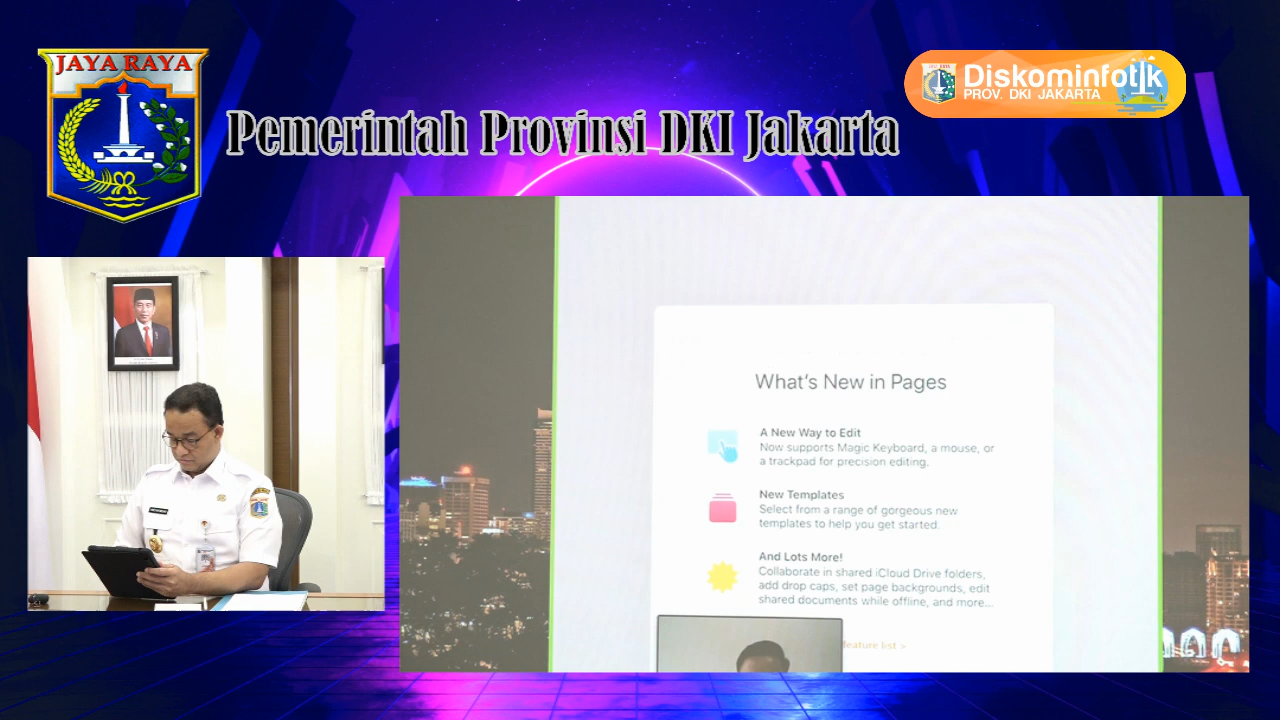 JAYA RAYA
Pemerintah Provinsi DKI Jakarta
Diskominfotik
PROV. DKI JAKARTA
What's New in Pages
A New Way to Edit
Now supports Magic Keyboard, a mouse, or
a trackpad for precision editing.
New Templates
Select from a range of gorgeous new
templates to help you get started.
And Lots More!
Collaborate in shared iCloud Drive folders,
add drop caps, set page backgrounds, edit
shared documents while offline, and more...
feature list >